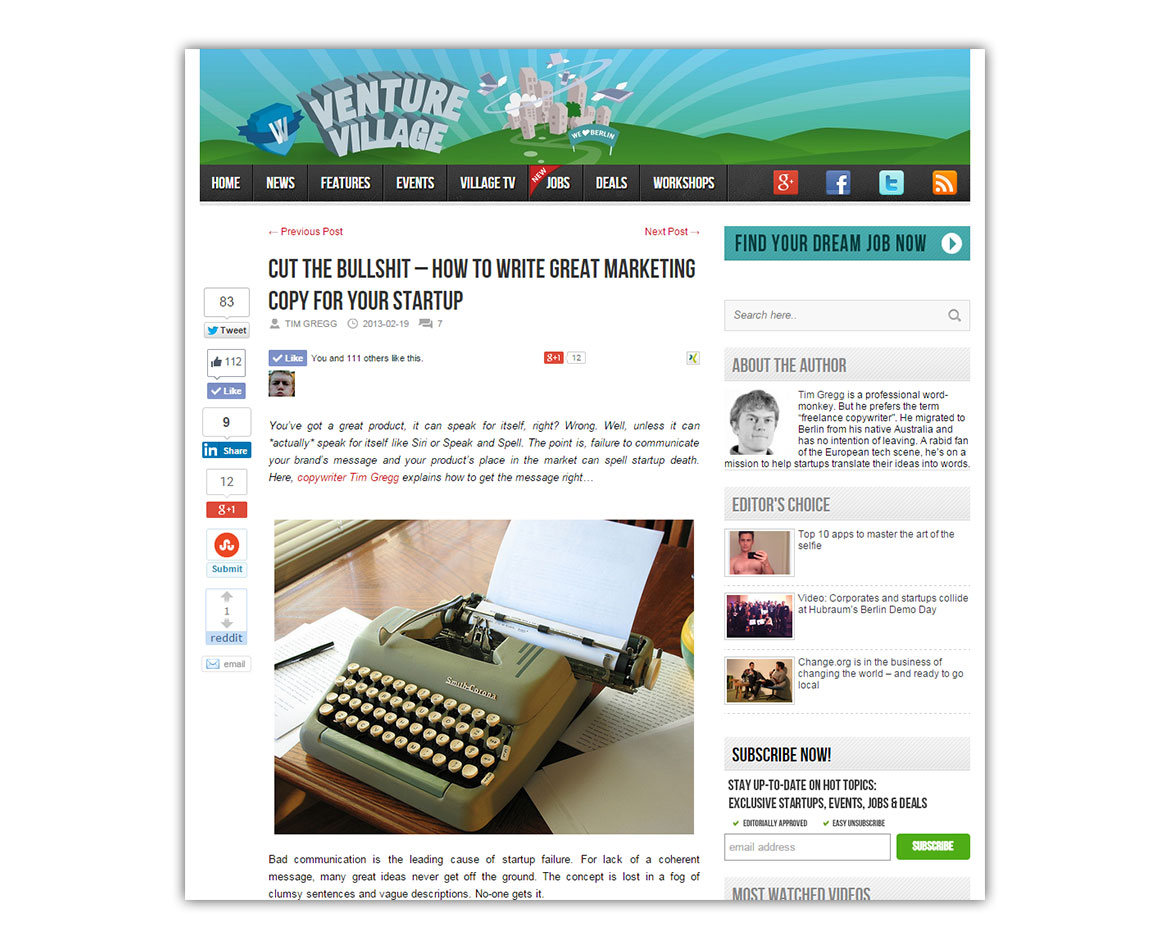 VENTURE
VILLAGE
WE ♥ BERLIN
HOME NEWS FEATURES EVENTS VILLAGE TV NEW JOBS DEALS WORKSHOPS
← Previous Post Next Post →
CUT THE BULLSHIT – HOW TO WRITE GREAT MARKETING
COPY FOR YOUR STARTUP
TIM GREGG 2013-02-19 7
Like You and 111 others like this. g+1 12
You've got a great product, it can speak for itself, right? Wrong. Well, unless it can
*actually* speak for itself like Siri or Speak and Spell. The point is, failure to communicate
your brand's message and your product's place in the market can spell startup death.
Here, copywriter Tim Gregg explains how to get the message right…
Smith-Corona
Bad communication is the leading cause of startup failure. For lack of a coherent
message, many great ideas never get off the ground. The concept is lost in a fog of
clumsy sentences and vague descriptions. No-one gets it.
83
Tweet
112
Like
9
in Share
12
g+1
Submit
1
reddit
email
FIND YOUR DREAM JOB NOW
Search here..
ABOUT THE AUTHOR
Tim Gregg is a professional word-
monkey. But he prefers the term
"freelance copywriter". He migrated to
Berlin from his native Australia and
has no intention of leaving. A rabid fan
of the European tech scene, he's on a
mission to help startups translate their ideas into words.
EDITOR'S CHOICE
Top 10 apps to master the art of the
selfie
Video: Corporates and startups collide
at Hubraum's Berlin Demo Day
Change.org is in the business of
changing the world – and ready to go
local
SUBSCRIBE NOW!
STAY UP-TO-DATE ON HOT TOPICS:
EXCLUSIVE STARTUPS, EVENTS, JOBS & DEALS
EDITORIALLY APPROVED EASY UNSUBSCRIBE
email address SUBSCRIBE
MOST WATCHED VIDEOS